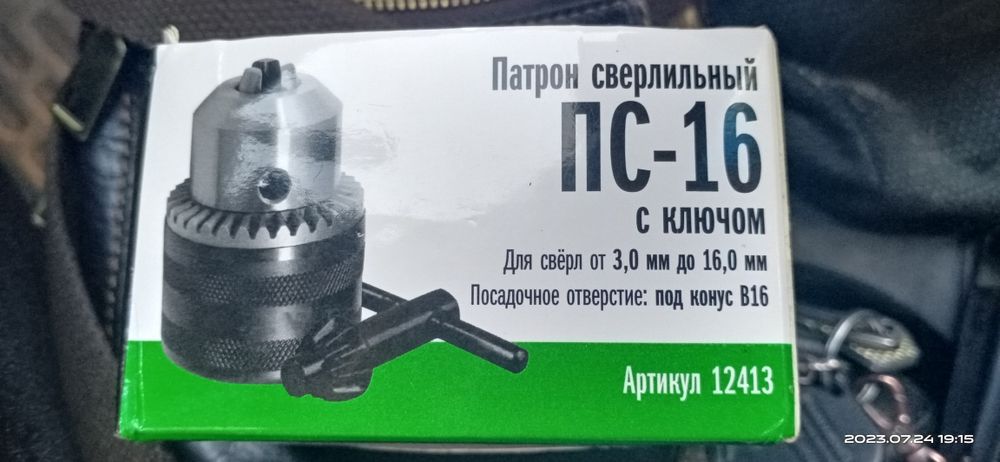 Патрон сверлильный
ПС-16
с ключом
Для свёрл от 3,0 мм до 16,0 мм
Посадочное отверстие: под конус В16
Артикул 12413
2023.07.24 19:15